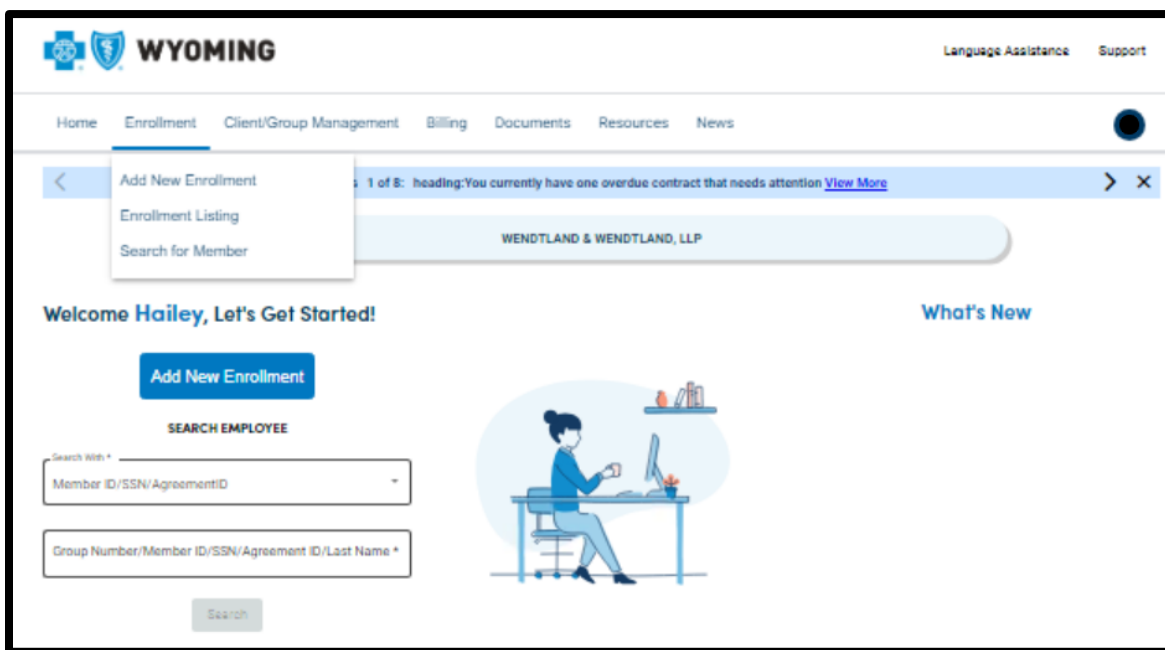 WYOMING
Language Assistance Support
Home Enrollment Client/Group Management Billing Documents Resources News
Add New Enrollment
Enrollment Listing
Search for Member
1 of 8: heading:You currently have one overdue contract that needs attention View More
WENDTLAND & WENDTLAND, LLP
Welcome Hailey, Let's Get Started!
What's New
Add New Enrollment
SEARCH EMPLOYEE
Search With *
Member ID/SSN/AgreementID
Group Number/Member ID/SSN/Agreement ID/Last Name *
Search